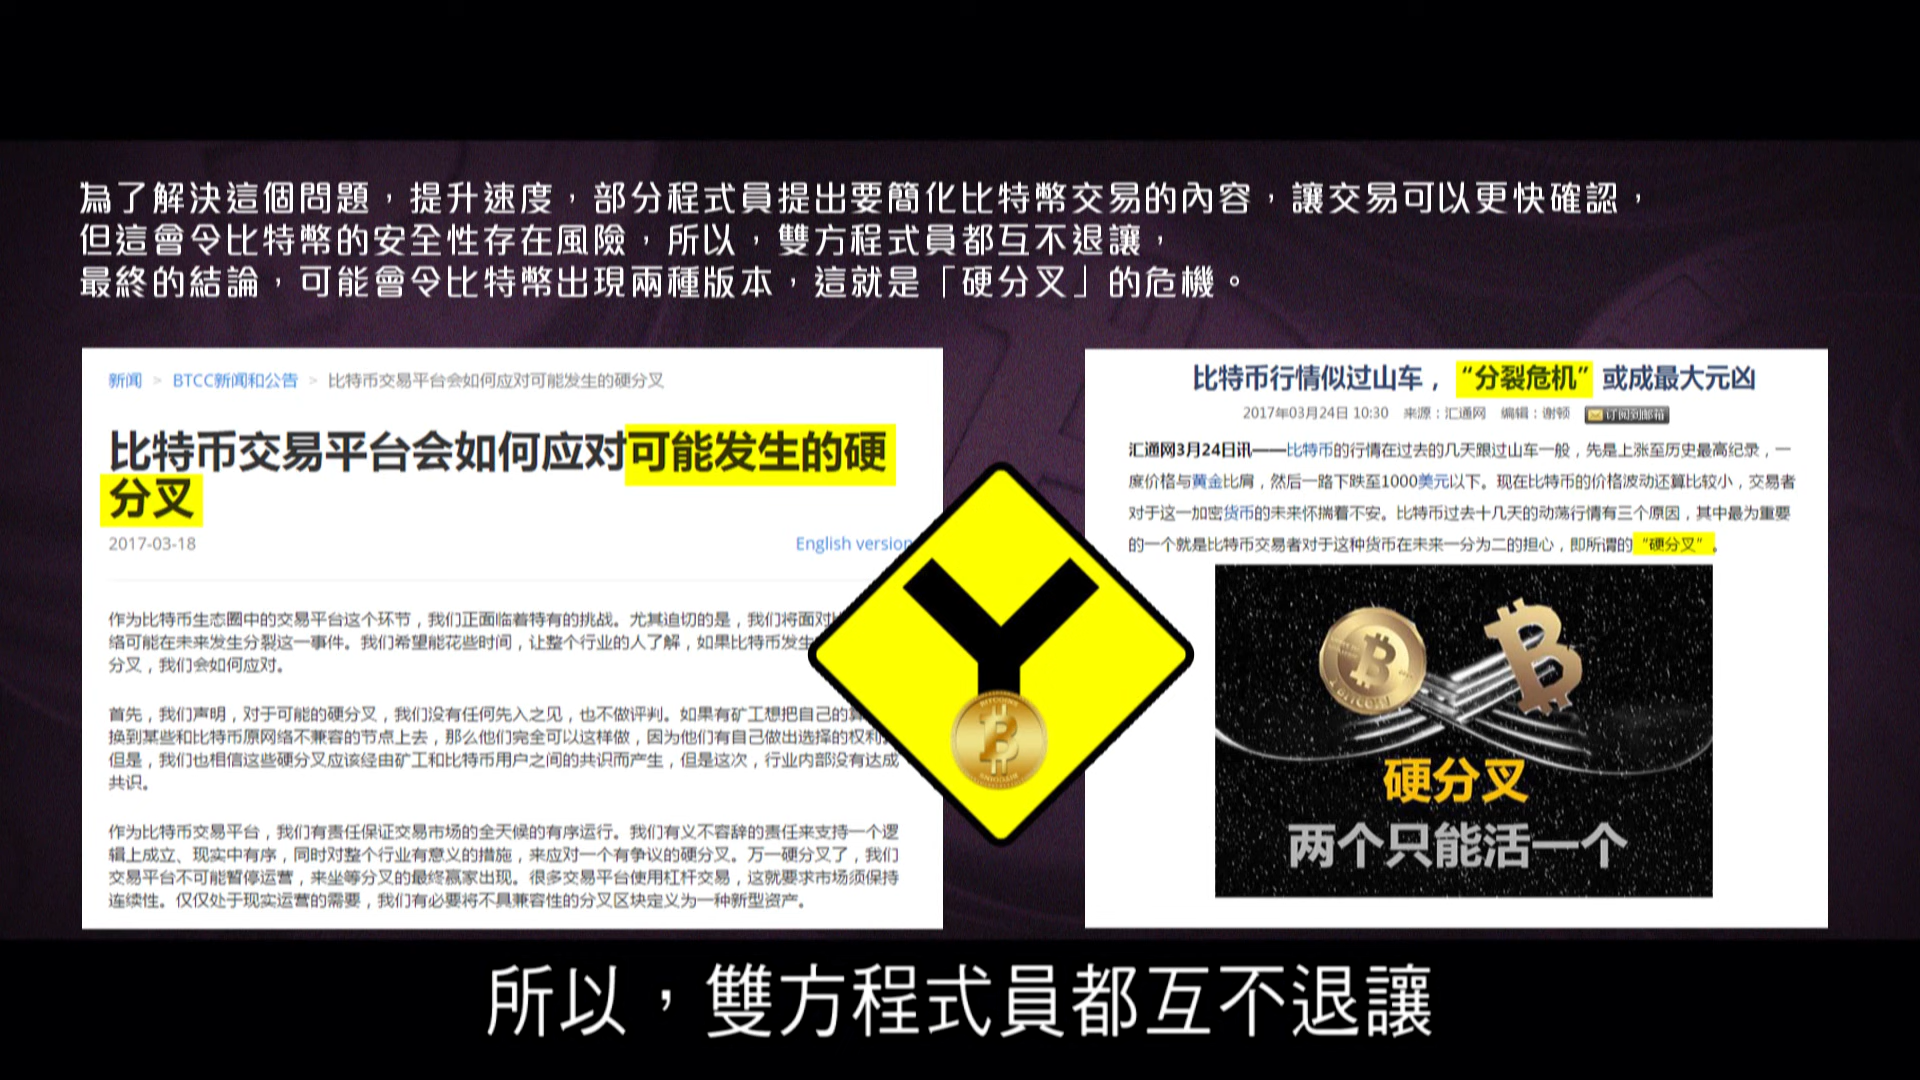 為了解決這個問題，提升速度，部分程式員提出要簡化比特幣交易的內容，讓交易可以更快確認，
但這會令比特幣的安全性存在風險，所以，雙方程式員都互不退讓，
最終的結論，可能會令比特幣出現兩種版本，這就是「硬分叉」的危機。
新闻 > BTCC新闻和公告 > 比特币交易平台会如何应对可能发生的硬分叉
比特币交易平台会如何应对可能发生的硬
分叉
2017-03-18
English version
作为比特币生态圈中的交易平台这个环节，我们正面临着特有的挑战。尤其迫切的是，我们将面对
络可能在未来发生分裂这一事件。我们希望能花些时间，让整个行业的人了解，如果比特币发生
分叉，我们会如何应对。
首先，我们声明，对于可能的硬分叉，我们没有任何先入之见，也不做评判。如果有矿工想把自己的
换到某些和比特币原网络不兼容的节点上去，那么他们完全可以这样做，因为他们有自己做出选择的权利
但是，我们也相信这些硬分叉应该经由矿工和比特币用户之间的共识而产生，但是这次，行业内部没有达成
共识。
作为比特币交易平台，我们有责任保证交易市场的全天候的有序运行。我们有义不容辞的责任来支持一个逻
辑上成立、现实中有序，同时对整个行业有意义的措施，来应对一个有争议的硬分叉。万一硬分叉了，我们
交易平台不可能暂停运营，来坐等分叉的最终赢家出现。很多交易平台使用杠杆交易，这就要求市场须保持
连续性。仅仅处于现实运营的需要，我们有必要将不具兼容性的分叉区块定义为一种新型资产。
比特币行情似过山车，“分裂危机”或成最大元凶
2017年03月24日 10:30 来源：汇通网 编辑：谢顿 订阅到邮箱
汇通网3月24日讯——比特币的行情在过去的几天跟过山车一般，先是上涨至历史最高纪录，一
度价格与黄金比肩，然后一路下跌至1000美元以下。现在比特币的价格波动还算比较小，交易者
对于这一加密货币的未来怀揣着不安。比特币过去十几天的动荡行情有三个原因，其中最为重要
的一个就是比特币交易者对于这种货币在未来一分为二的担心，即所谓的“硬分叉”。
硬分叉
两个只能活一个
所以，雙方程式員都互不退讓